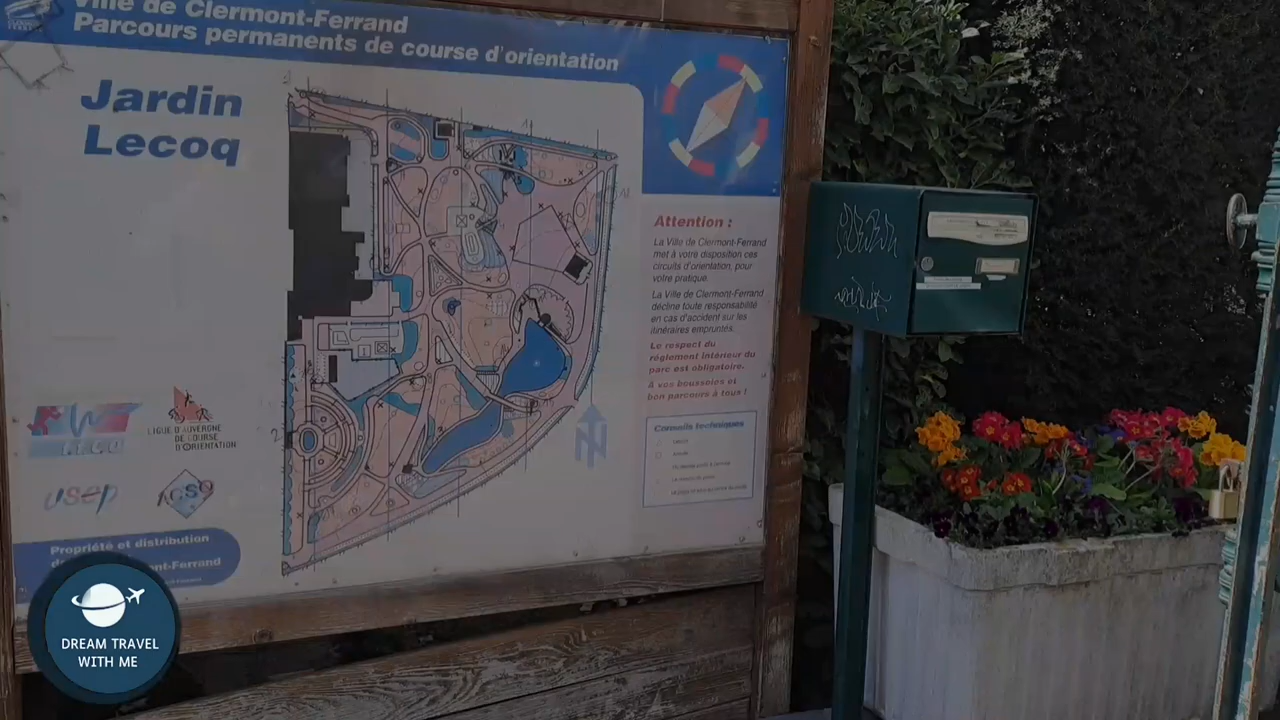 Ville de Clermont-Ferrand
Parcours permanents de course d'orientation
Jardin
Lecoq
Attention :
La Ville de Clermont-Ferrand
met à votre disposition ces
circuits d'orientation, pour
votre pratique.
La Ville de Clermont-Ferrand
décline toute responsabilité
en cas d'accident sur les
itinéraires empruntés.
Le respect du
règlement intérieur du
parc est obligatoire.
À vos boussoles et
bon parcours à tous !
Conseils techniques
LIGUE D'AUVERGNE
DE COURSE
D'ORIENTATION
usep
ACSO
N
Propriété et distribution
DREAM TRAVEL
WITH ME